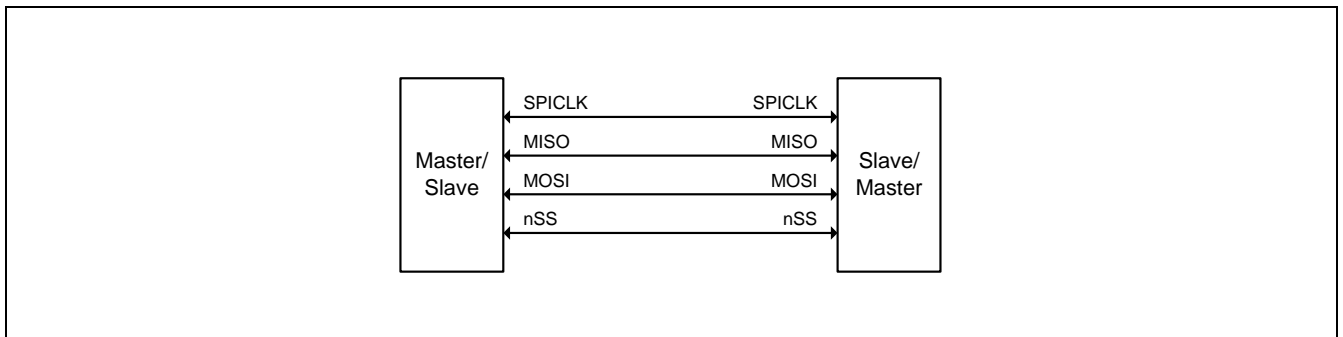 SPICLK SPICLK
MISO MISO
Master/
Slave
Slave/
Master
MOSI MOSI
nSS nSS